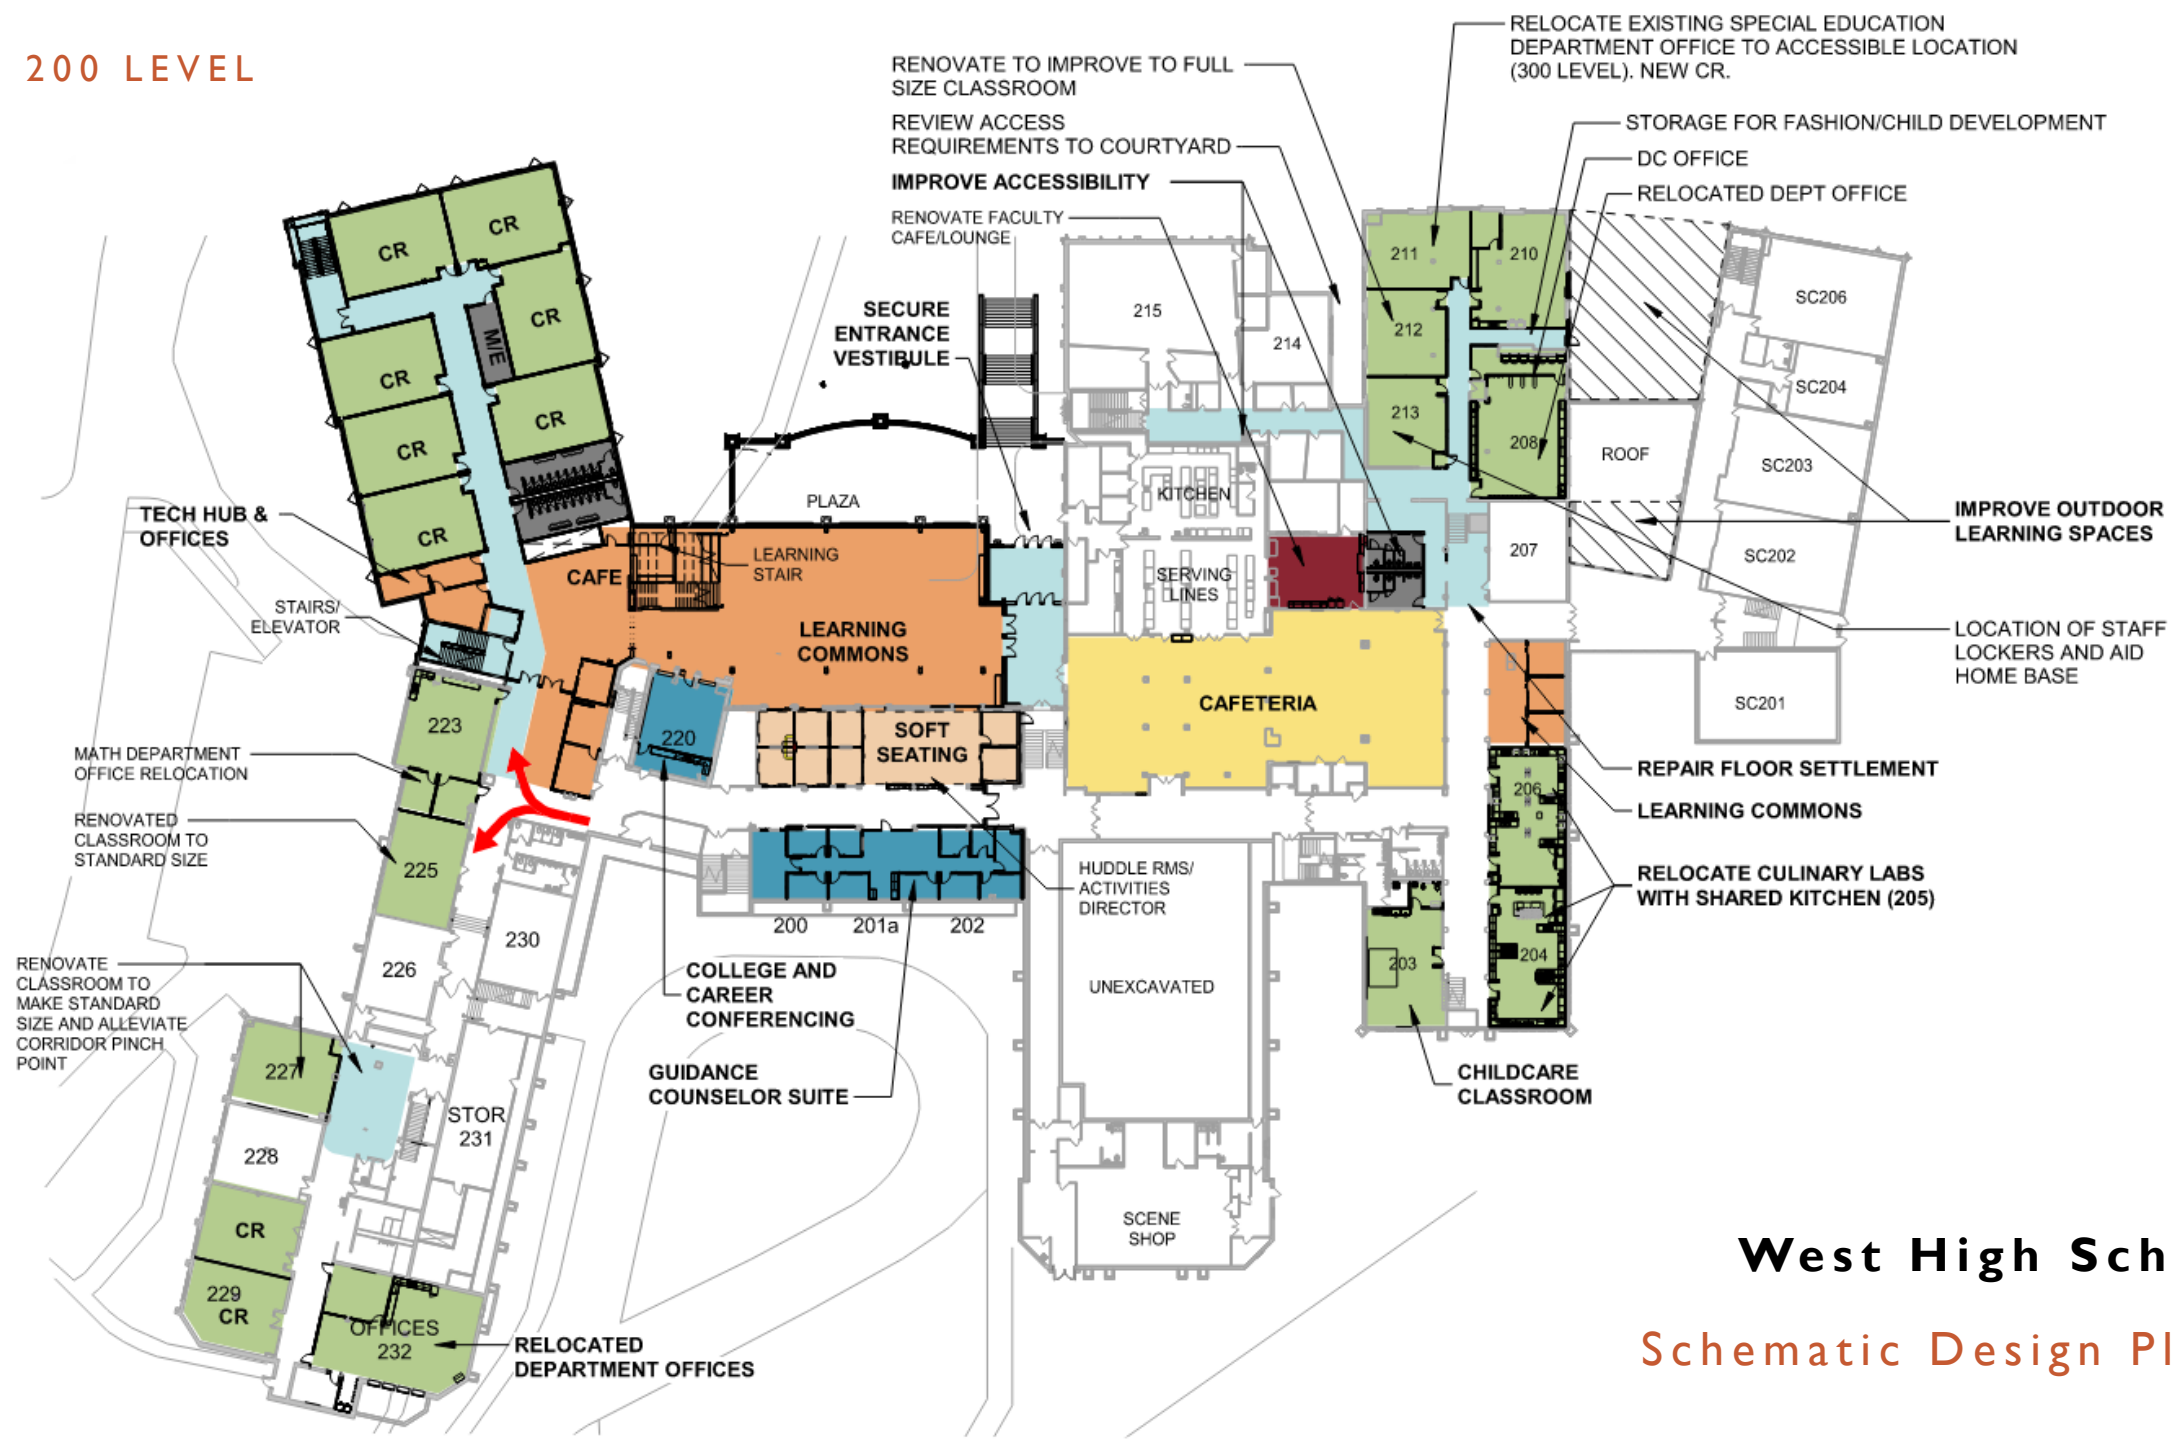 200 LEVEL
RELOCATE EXISTING SPECIAL EDUCATION
DEPARTMENT OFFICE TO ACCESSIBLE LOCATION
(300 LEVEL). NEW CR.
RENOVATE TO IMPROVE TO FULL
SIZE CLASSROOM
REVIEW ACCESS
REQUIREMENTS TO COURTYARD
IMPROVE ACCESSIBILITY
RENOVATE FACULTY
CAFE/LOUNGE
STORAGE FOR FASHION/CHILD DEVELOPMENT
DC OFFICE
RELOCATED DEPT OFFICE
SECURE
ENTRANCE
VESTIBULE
CR
CR
CR
M/E
CR
CR
CR
CR
215
214
211
210
212
213
208
SC206
SC204
SC203
SC202
SC201
ROOF
207
IMPROVE OUTDOOR
LEARNING SPACES
LOCATION OF STAFF
LOCKERS AND AID
HOME BASE
TECH HUB &
OFFICES
STAIRS/
ELEVATOR
PLAZA
LEARNING
STAIR
CAFE
LEARNING
COMMONS
KITCHEN
SERVING
LINES
CAFETERIA
SOFT
SEATING
220
223
MATH DEPARTMENT
OFFICE RELOCATION
RENOVATED
CLASSROOM TO
STANDARD SIZE
225
226
230
REPAIR FLOOR SETTLEMENT
LEARNING COMMONS
206
RELOCATE CULINARY LABS
WITH SHARED KITCHEN (205)
204
203
CHILDCARE
CLASSROOM
HUDDLE RMS/
ACTIVITIES
DIRECTOR
UNEXCAVATED
200
201a
202
COLLEGE AND
CAREER
CONFERENCING
GUIDANCE
COUNSELOR SUITE
RENOVATE
CLASSROOM TO
MAKE STANDARD
SIZE AND ALLEVIATE
CORRIDOR PINCH
POINT
227
228
STOR
231
CR
229
CR
OFFICES
232
RELOCATED
DEPARTMENT OFFICES
SCENE
SHOP
West High Sch
Schematic Design Pl